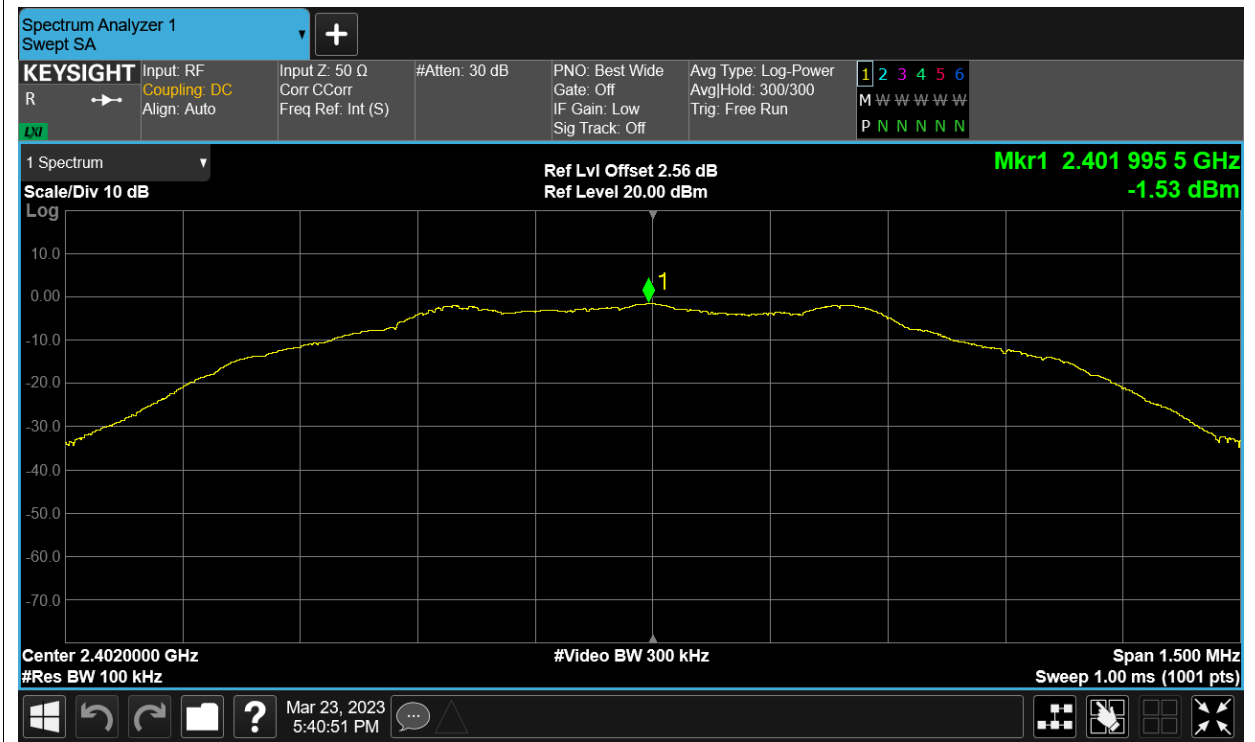 Spectrum Analyzer 1
Swept SA
+
KEYSIGHT
R
LXI
Input: RF
Coupling: DC
Align: Auto
Input Z: 50 Ω
Corr CCorr
Freq Ref: Int (S)
#Atten: 30 dB
PNO: Best Wide
Gate: Off
IF Gain: Low
Sig Track: Off
Avg Type: Log-Power
Avg|Hold: 300/300
Trig: Free Run
1 2 3 4 5 6
M W W W W W
P N N N N N
1 Spectrum
Scale/Div 10 dB
Log
Ref Lvl Offset 2.56 dB
Ref Level 20.00 dBm
Mkr1 2.401 995 5 GHz
-1.53 dBm
1
10.0
0.00
-10.0
-20.0
-30.0
-40.0
-50.0
-60.0
-70.0
Center 2.4020000 GHz
#Res BW 100 kHz
#Video BW 300 kHz
Span 1.500 MHz
Sweep 1.00 ms (1001 pts)
?
Mar 23, 2023
5:40:51 PM